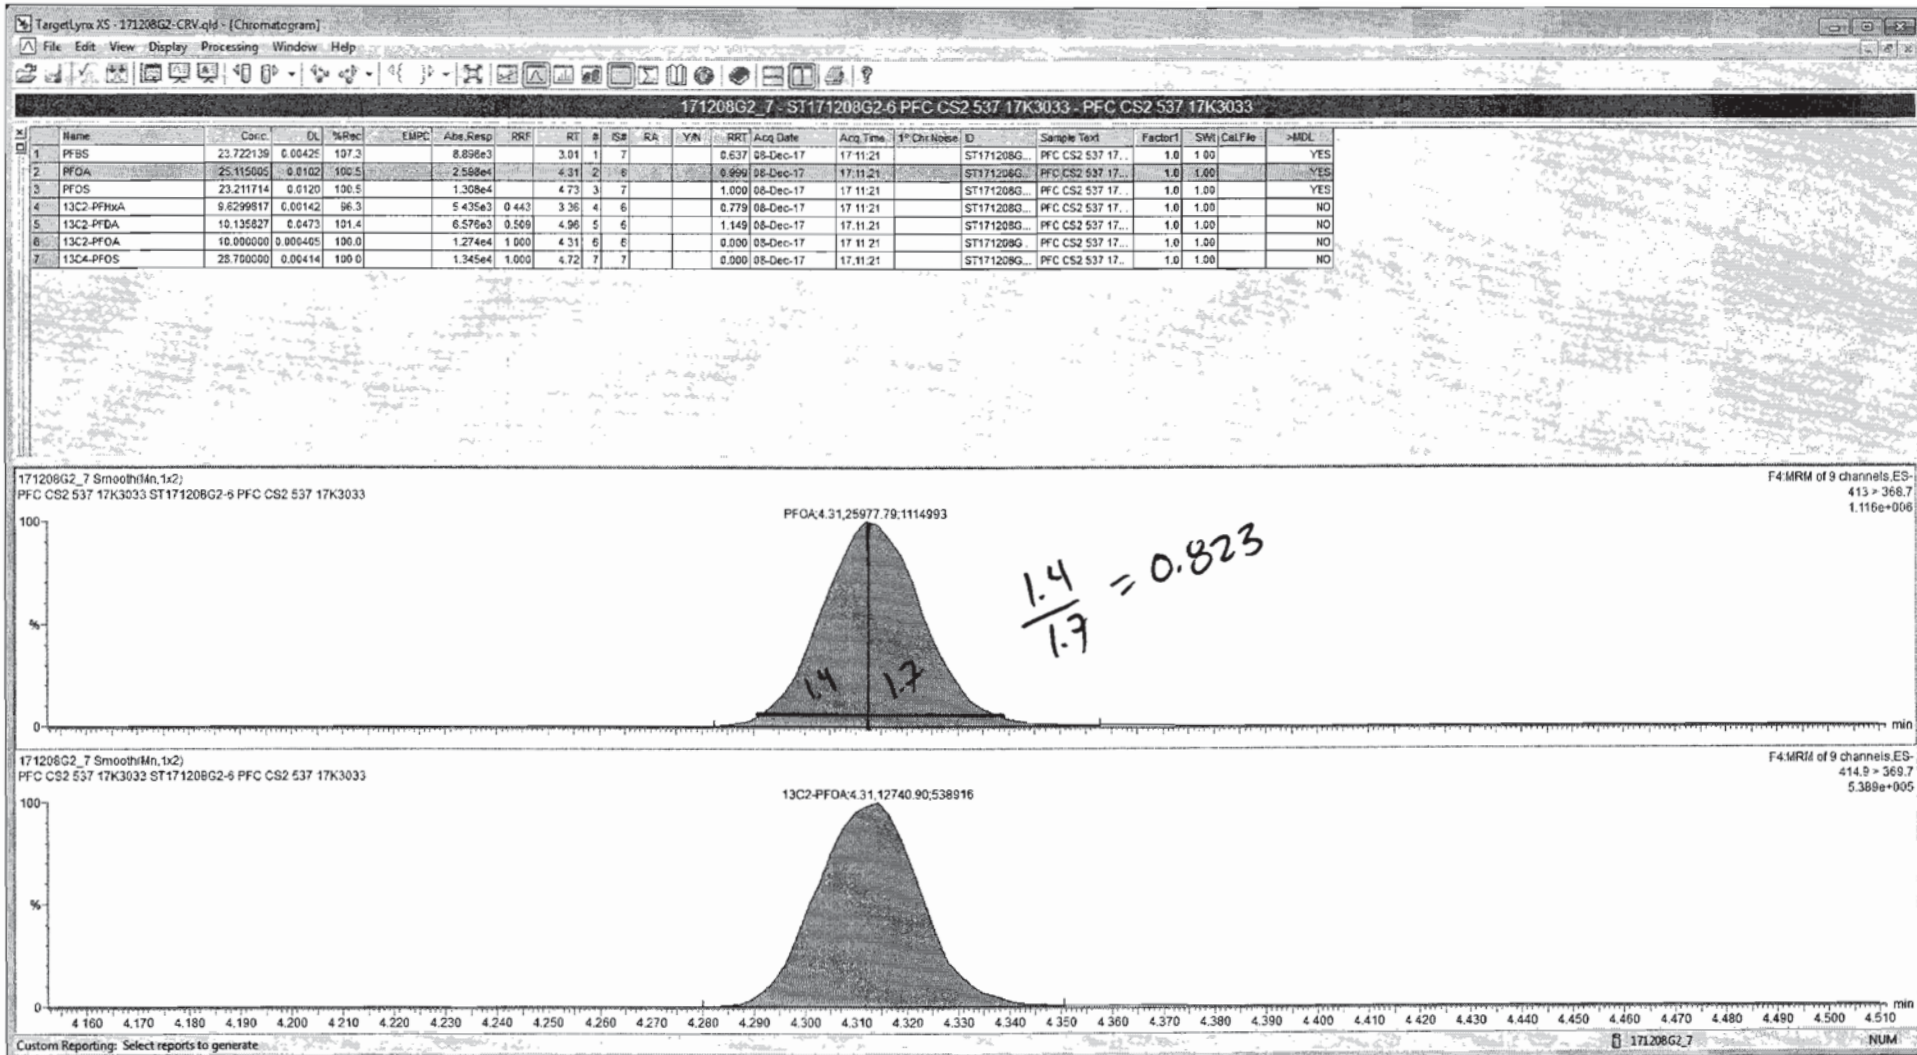 TargetLynx XS - 171208G2-CRV.qld - [Chromatogram]
File Edit View Display Processing Window Help
171208G2_7 - ST171208G2-6 PFC CS2 537 17K3033 - PFC CS2 537 17K3033
Name Conc. DL %Rec EMPC Abs.Resp RRF RT # IS# RA Y/N RRT Acq Date Acq Time 1° Chr.Noise ID Sample Text Factor1 SWt Cal File >MDL
1 PFBS 23.722139 0.00425 107.3 8.898e3 3.01 1 7 0.637 08-Dec-17 17:11:21 ST171208G... PFC CS2 537 17... 1.0 1.00 YES
2 PFOA 25.115005 0.0102 100.5 2.598e4 4.31 2 6 0.999 08-Dec-17 17:11:21 ST171208G... PFC CS2 537 17... 1.0 1.00 YES
3 PFOS 23.211714 0.0120 100.5 1.308e4 4.73 3 7 1.000 08-Dec-17 17:11:21 ST171208G... PFC CS2 537 17... 1.0 1.00 YES
4 13C2-PFHxA 9.6299817 0.00142 96.3 5.435e3 0.443 3.36 4 6 0.779 08-Dec-17 17:11:21 ST171208G... PFC CS2 537 17... 1.0 1.00 NO
5 13C2-PFDA 10.135827 0.0473 101.4 6.576e3 0.509 4.96 5 6 1.149 08-Dec-17 17:11:21 ST171208G... PFC CS2 537 17... 1.0 1.00 NO
6 13C2-PFOA 10.000000 0.000405 100.0 1.274e4 1.000 4.31 6 6 0.000 08-Dec-17 17:11:21 ST171208G... PFC CS2 537 17... 1.0 1.00 NO
7 13C4-PFOS 28.700000 0.00414 100.0 1.345e4 1.000 4.72 7 7 0.000 08-Dec-17 17:11:21 ST171208G... PFC CS2 537 17... 1.0 1.00 NO
171208G2_7 Smooth(Mn,1x2)
PFC CS2 537 17K3033 ST171208G2-6 PFC CS2 537 17K3033
F4:MRM of 9 channels,ES-
413 > 368.7
1.116e+006
PFOA;4.31,25977.79;1114993
100
%
0
min
1.4
1.7
1.4
1.7
= 0.823
171208G2_7 Smooth(Mn,1x2)
PFC CS2 537 17K3033 ST171208G2-6 PFC CS2 537 17K3033
F4:MRM of 9 channels,ES-
414.9 > 369.7
5.389e+005
13C2-PFOA;4.31,12740.90;538916
100
%
0
min
4.160 4.170 4.180 4.190 4.200 4.210 4.220 4.230 4.240 4.250 4.260 4.270 4.280 4.290 4.300 4.310 4.320 4.330 4.340 4.350 4.360 4.370 4.380 4.390 4.400 4.410 4.420 4.430 4.440 4.450 4.460 4.470 4.480 4.490 4.500 4.510
Custom Reporting: Select reports to generate
171208G2_7
NUM